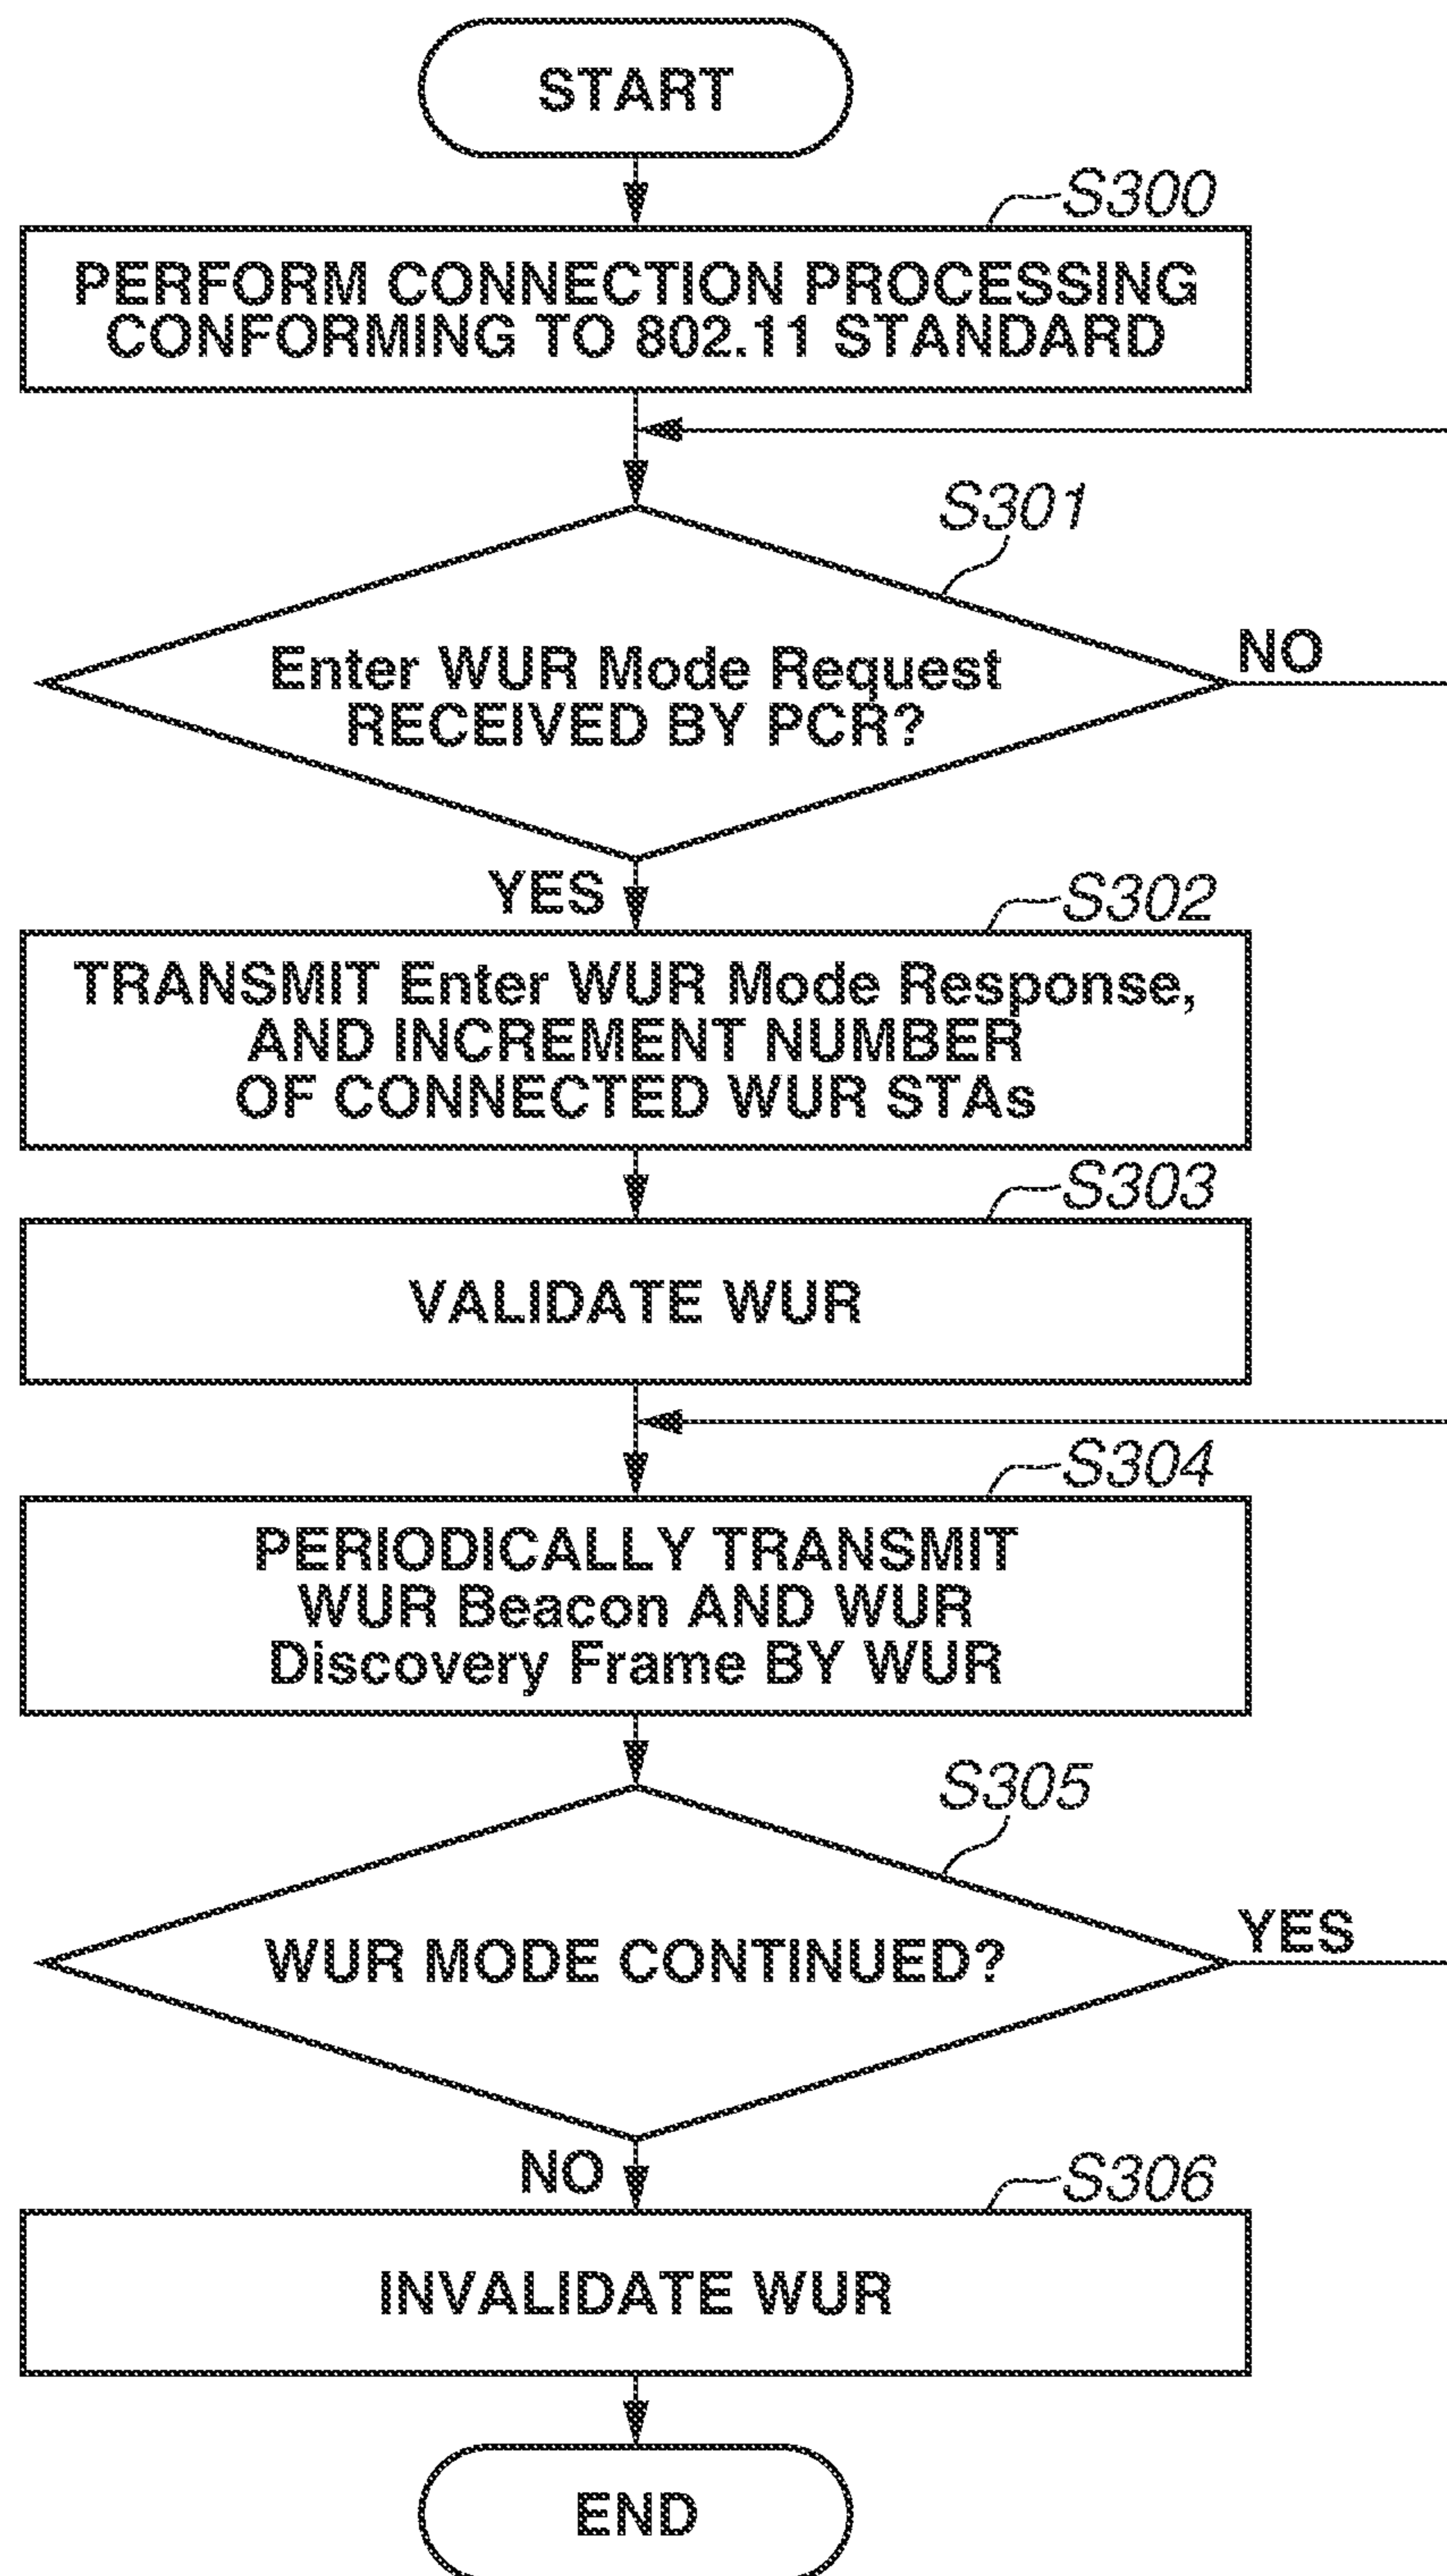 START
S300
PERFORM CONNECTION PROCESSING
CONFORMING TO 802.11 STANDARD
S301
Enter WUR Mode Request
RECEIVED BY PCR?
NO
YES
S302
TRANSMIT Enter WUR Mode Response,
AND INCREMENT NUMBER
OF CONNECTED WUR STAs
S303
VALIDATE WUR
S304
PERIODICALLY TRANSMIT
WUR Beacon AND WUR
Discovery Frame BY WUR
S305
WUR MODE CONTINUED?
YES
NO
S306
INVALIDATE WUR
END